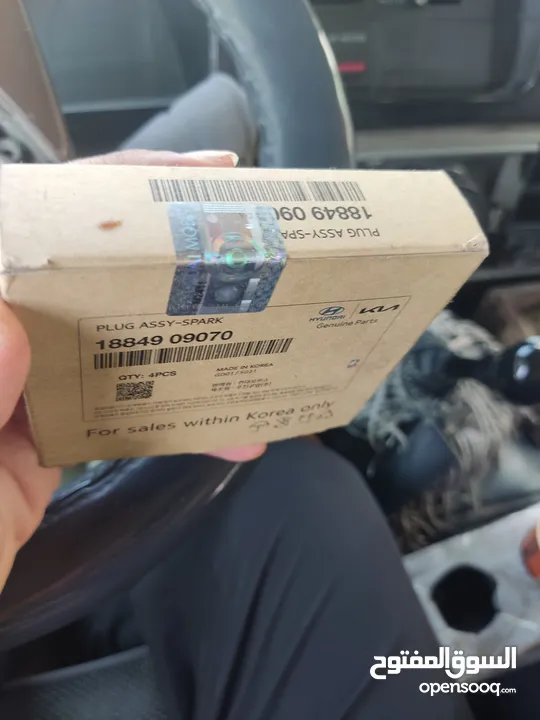 18849 090
PLUG ASSY-SPA
PLUG ASSY-SPARK
18849 09070
HYUNDAI
KIA
Genuine Parts
QTY: 4PCS
MADE IN KOREA
For sales within Korea only
السوق المفتوح
opensooq.com